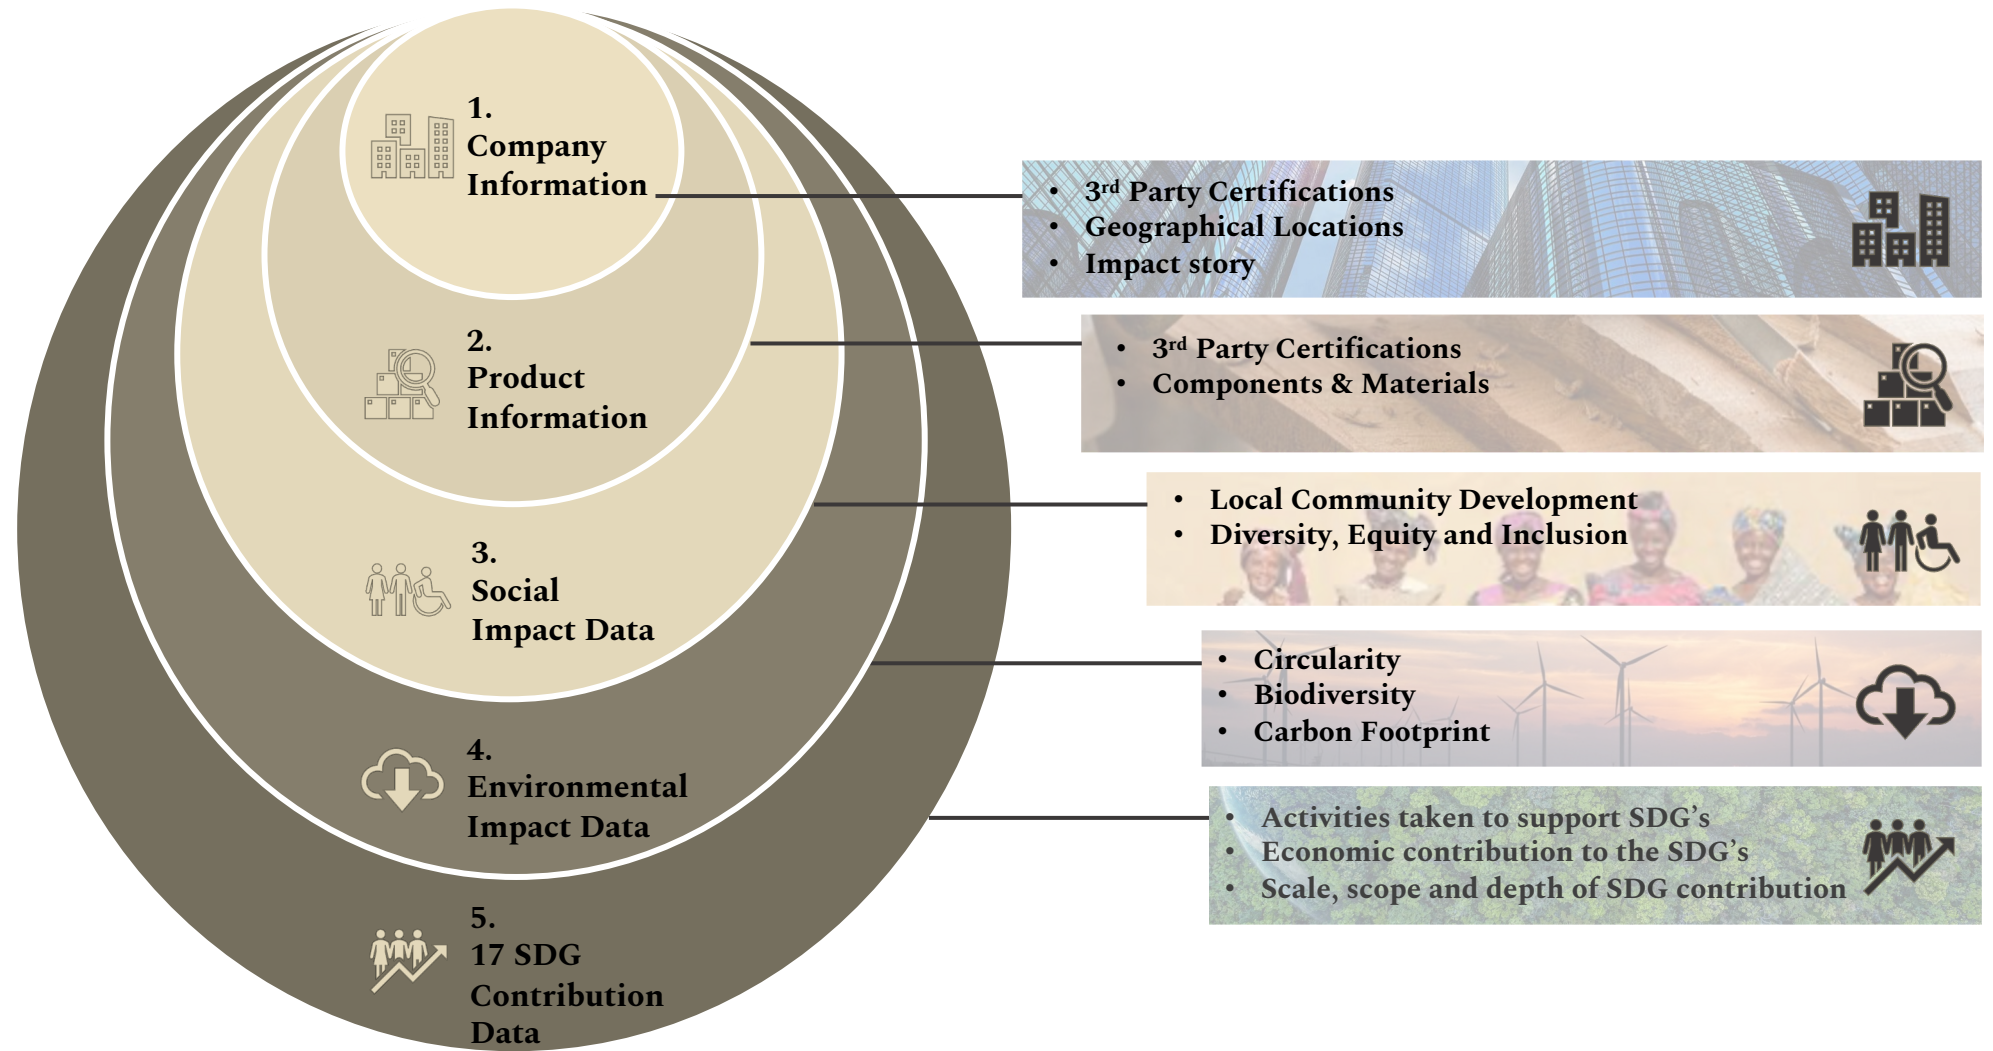 1.
Company
Information
• 3rd Party Certifications
• Geographical Locations
• Impact story
2.
Product
Information
• 3rd Party Certifications
• Components & Materials
3.
Social
Impact Data
• Local Community Development
• Diversity, Equity and Inclusion
4.
Environmental
Impact Data
• Circularity
• Biodiversity
• Carbon Footprint
5.
17 SDG
Contribution
Data
• Activities taken to support SDG’s
• Economic contribution to the SDG’s
• Scale, scope and depth of SDG contribution